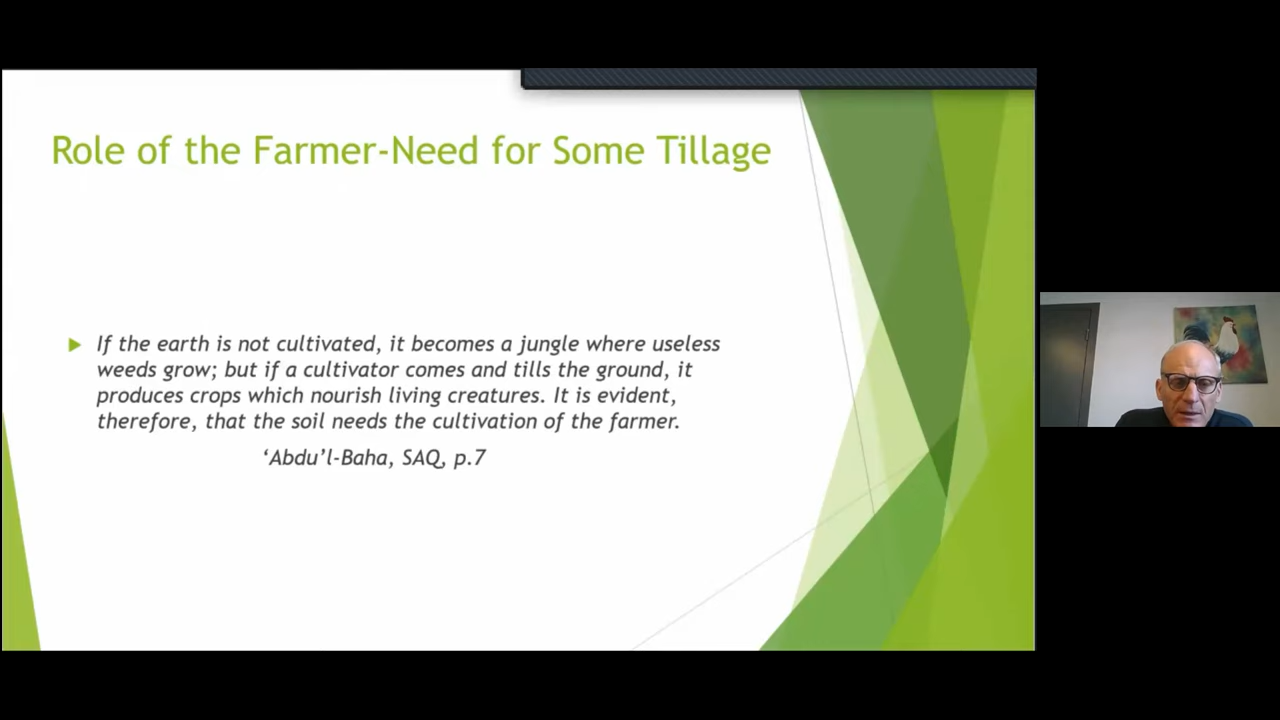 Role of the Farmer-Need for Some Tillage
If the earth is not cultivated, it becomes a jungle where useless
weeds grow; but if a cultivator comes and tills the ground, it
produces crops which nourish living creatures. It is evident,
therefore, that the soil needs the cultivation of the farmer.
‘Abdu’l-Baha, SAQ, p.7